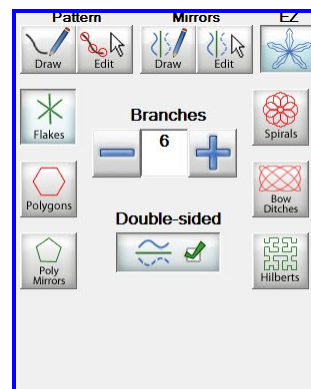 Pattern Mirrors EZ
Draw Edit Draw Edit
Flakes
Branches
6
Spirals
Polygons
Bow
Ditches
Double-sided
Poly
Mirrors
Hilberts